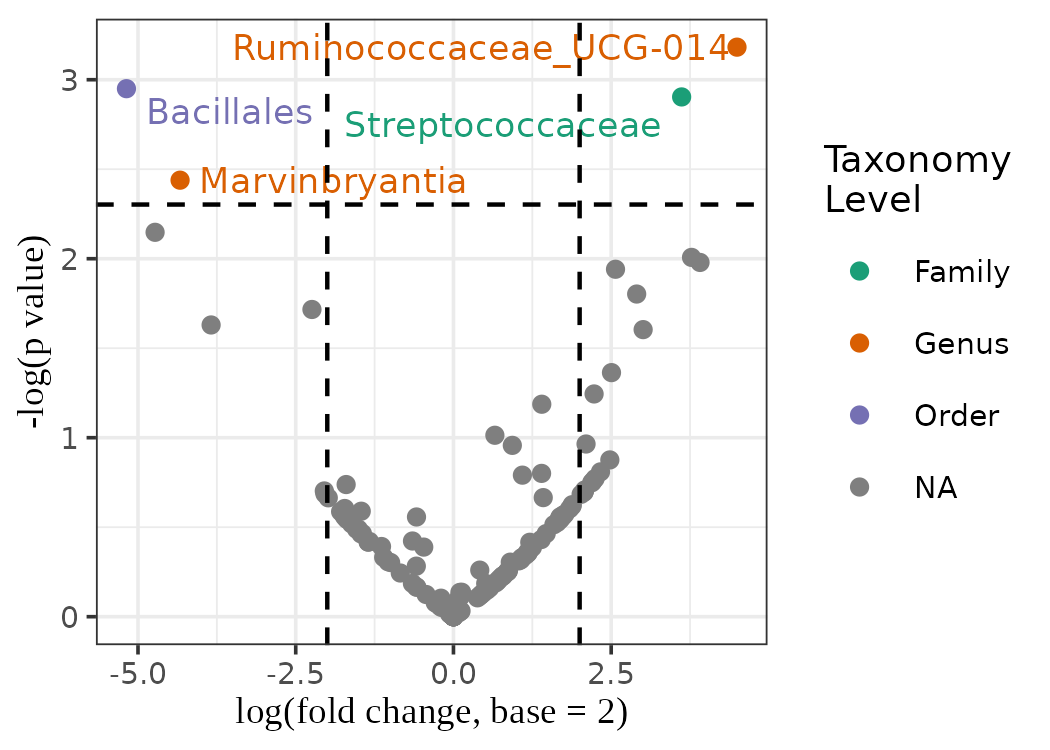 Ruminococcaceae_UCG-014
Bacillales
Streptococcaceae
Marvinbryantia
3
2
1
0
-log(p value)
-5.0
-2.5
0.0
2.5
log(fold change, base = 2)
Taxonomy
Level
Family
Genus
Order
NA